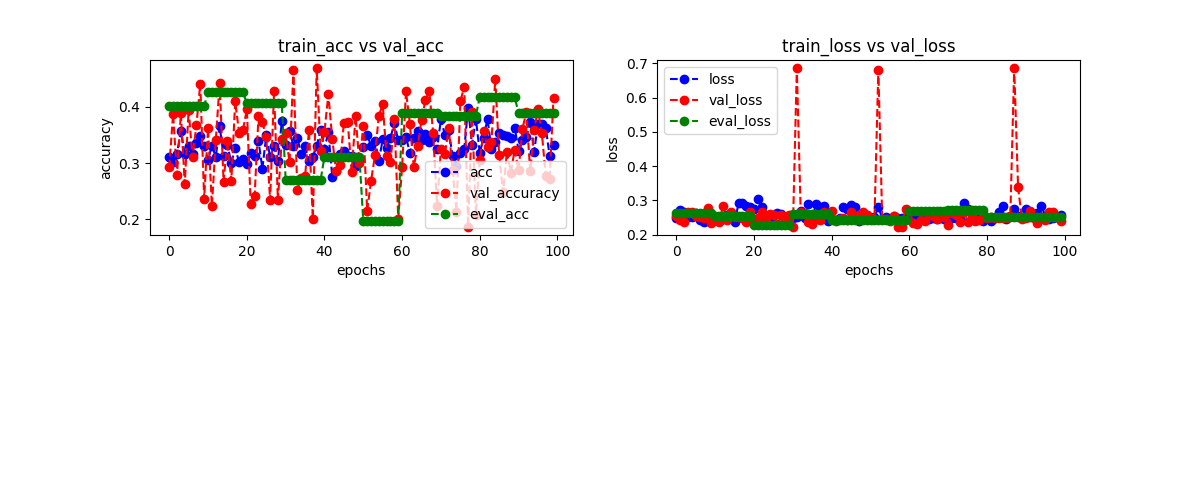 train_acc vs val_acc
accuracy
0.4
0.3
0.2
acc
val_accuracy
eval_acc
0 20 40 60 80 100
epochs
train_loss vs val_loss
loss
0.7
0.6
0.5
0.4
0.3
0.2
loss
val_loss
eval_loss
0 20 40 60 80 100
epochs